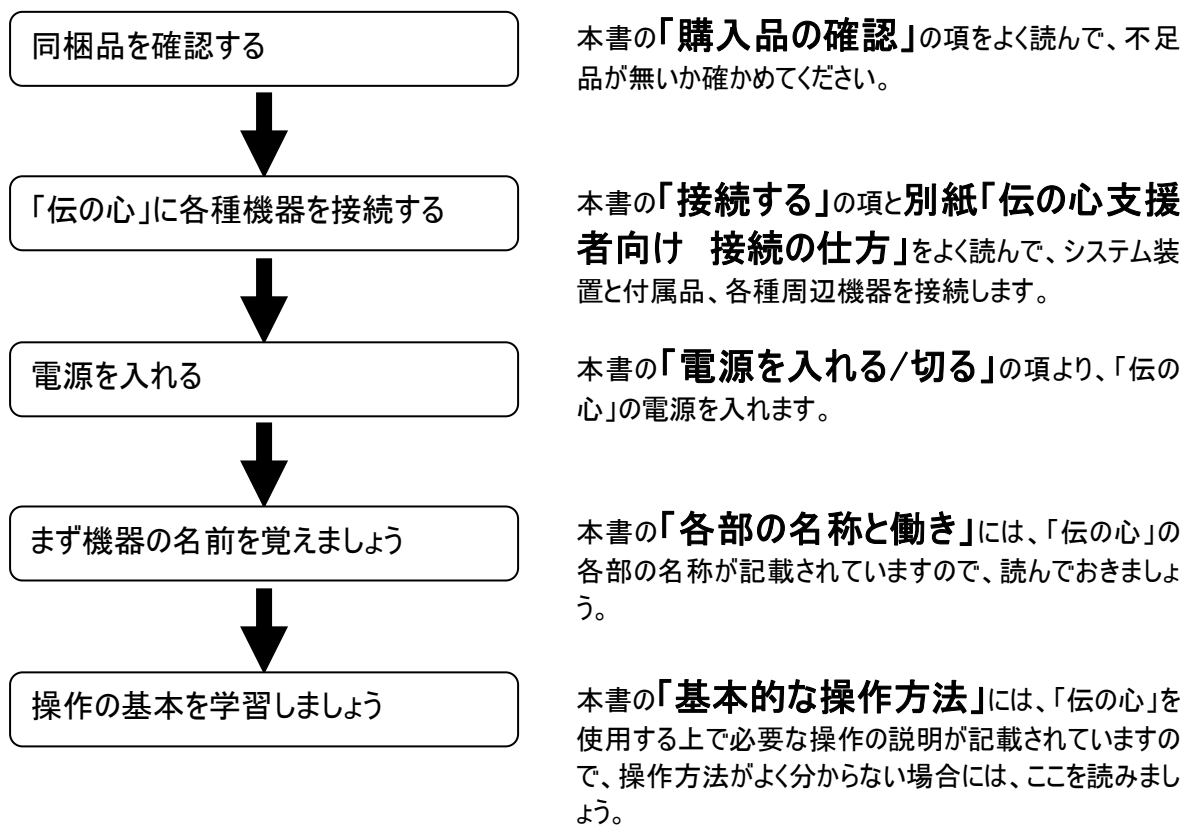 同梱品を確認する
本書の「購入品の確認」の項をよく読んで、不足
品が無いか確かめてください。
「伝の心」に各種機器を接続する
本書の「接続する」の項と別紙「伝の心支援
者向け　接続の仕方」をよく読んで、システム装
置と付属品、各種周辺機器を接続します。
電源を入れる
本書の「電源を入れる/切る」の項より、「伝の
心」の電源を入れます。
まず機器の名前を覚えましょう
本書の「各部の名称と働き」には、「伝の心」の
各部の名称が記載されていますので、読んでおきましょ
う。
操作の基本を学習しましょう
本書の「基本的な操作方法」には、「伝の心」を
使用する上で必要な操作の説明が記載されていますの
で、操作方法がよく分からない場合には、ここを読みまし
ょう。